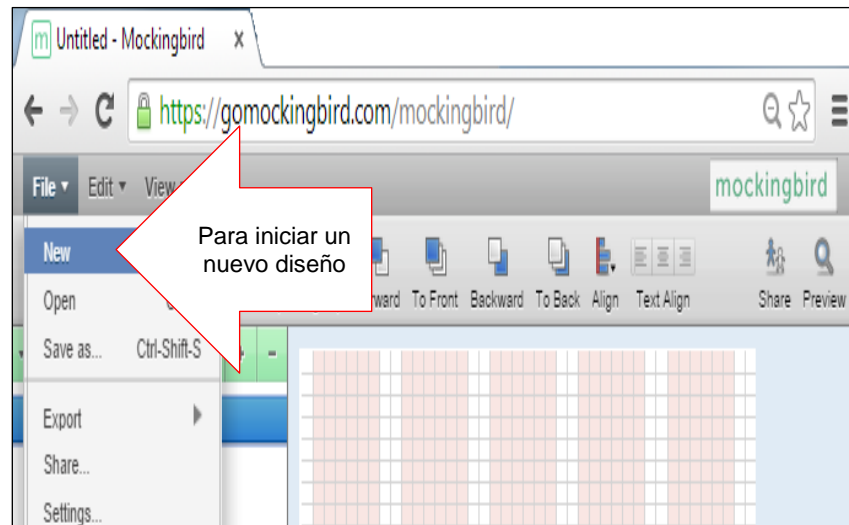 m Untitled - Mockingbird ×
https://gomockingbird.com/mockingbird/
File Edit View
mockingbird
New
Para iniciar un
nuevo diseño
Open
To Front Backward To Back Align Text Align Share Preview
Save as... Ctrl-Shift-S
Export
Share...
Settings...